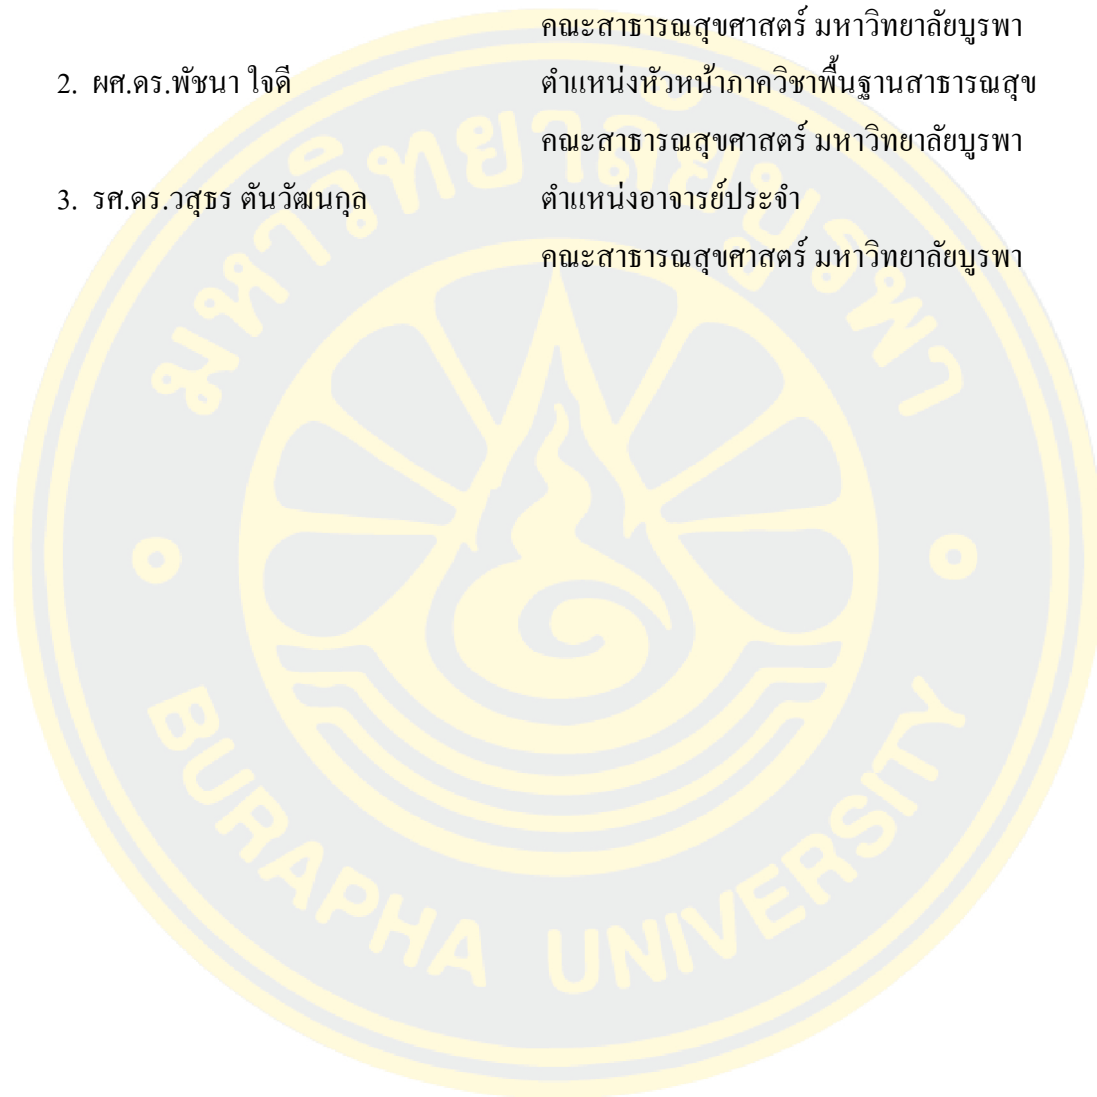 คณะสาธารณสุขศาสตร์ มหาวิทยาลัยบูรพา
2. ผศ.ดร.พัชนา ใจดี ตำแหน่งหัวหน้าภาควิชาพื้นฐานสาธารณสุข
คณะสาธารณสุขศาสตร์ มหาวิทยาลัยบูรพา
3. รศ.ดร.วสุธร ตันวัฒนกุล ตำแหน่งอาจารย์ประจำ
คณะสาธารณสุขศาสตร์ มหาวิทยาลัยบูรพา
มหาวิทยาลัยบูรพา
BURAPHA UNIVERSITY